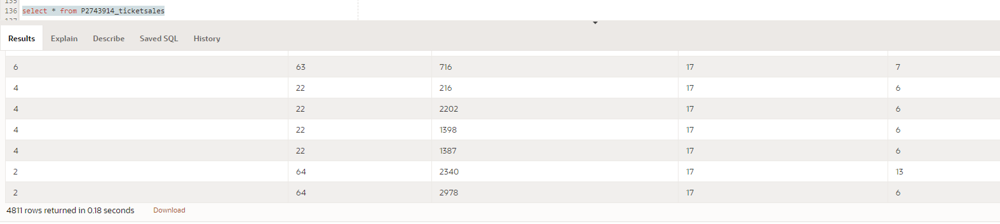 136 select * from P2743914_ticketsales
Results Explain Describe Saved SQL History
6 63 716 17 7
4 22 216 17 6
4 22 2202 17 6
4 22 1398 17 6
4 22 1387 17 6
2 64 2340 17 13
2 64 2978 17 6
4811 rows returned in 0.18 seconds Download